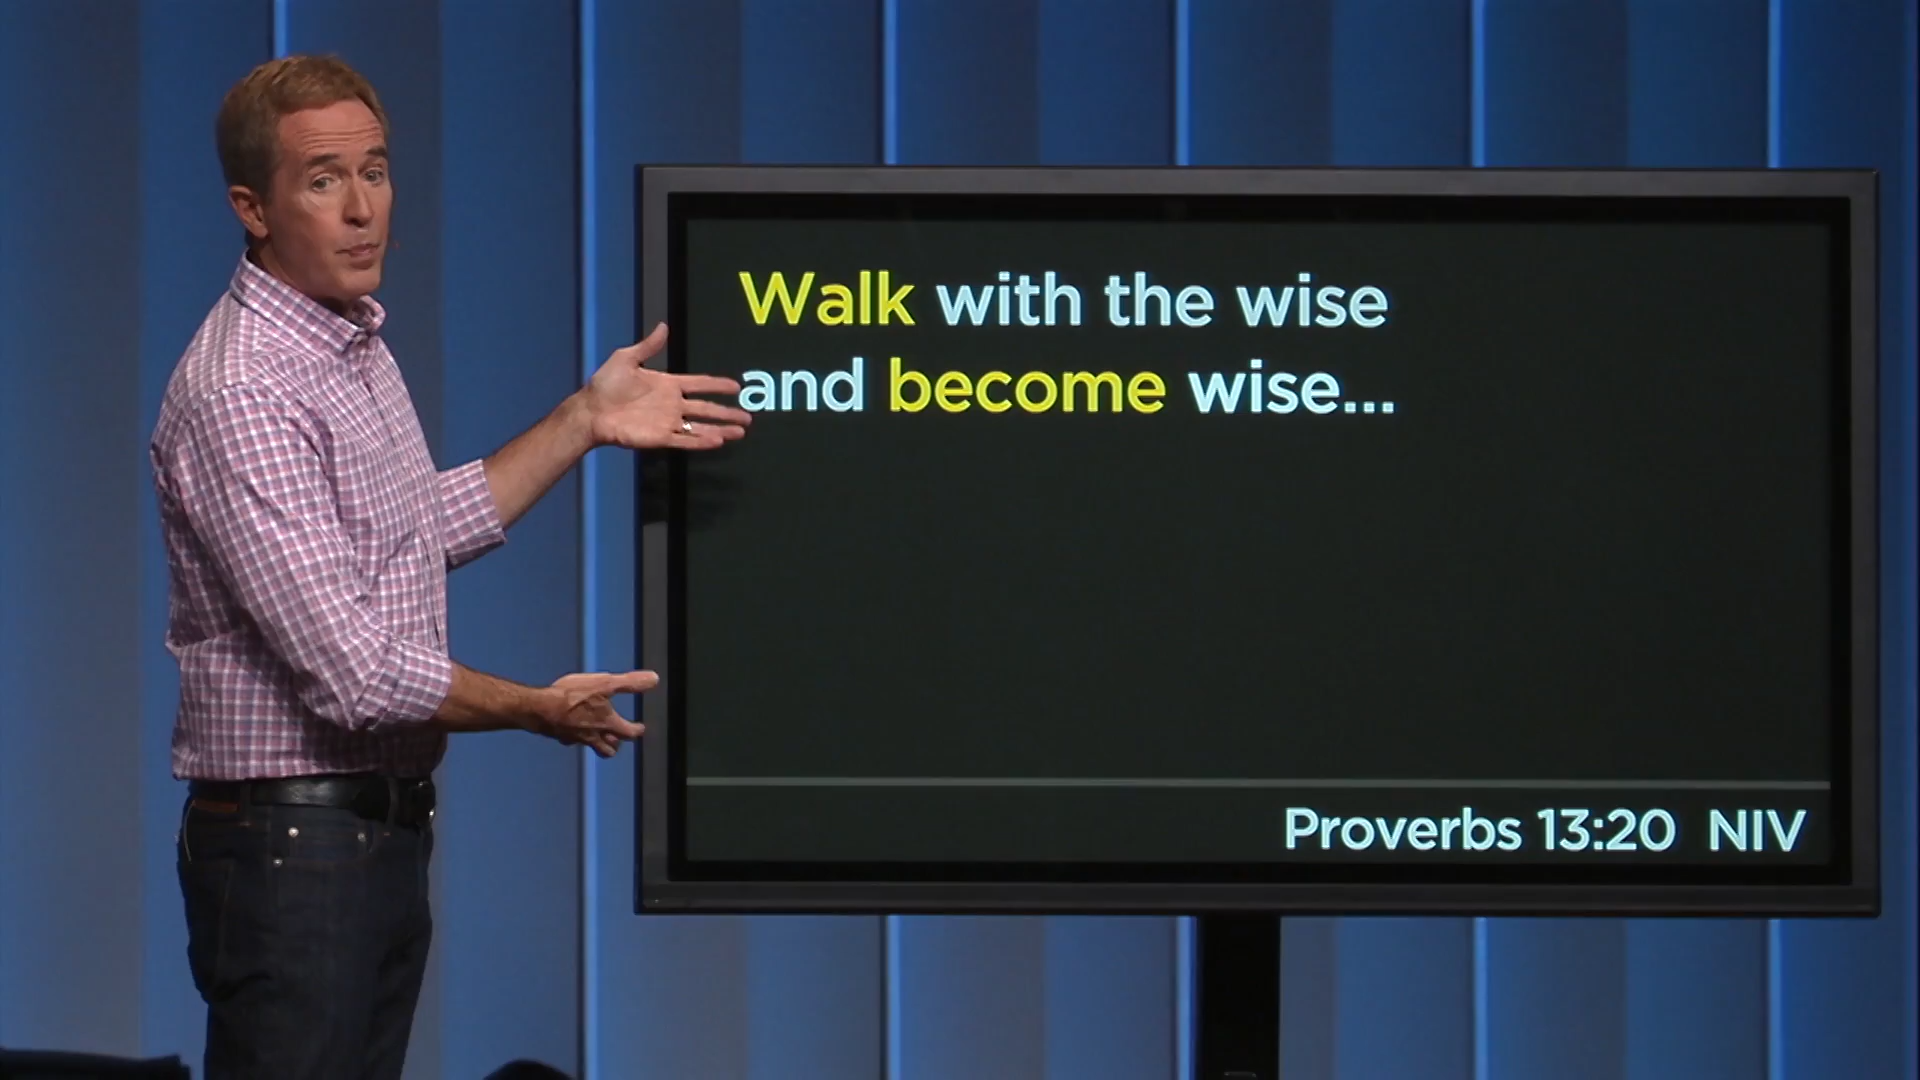 Walk with the wise
and become wise...
Proverbs 13:20 NIV